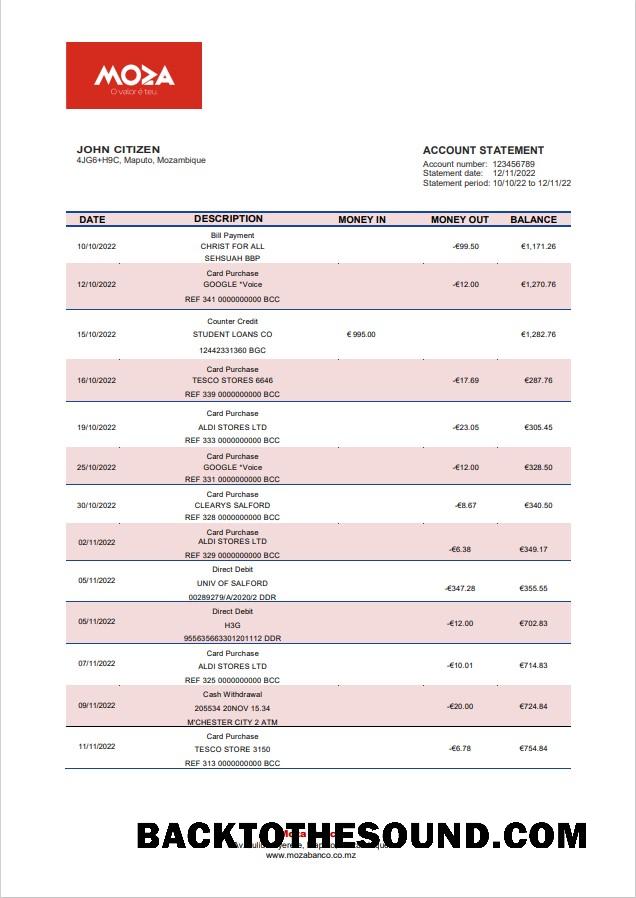 MOZA
O valor é teu.
JOHN CITIZEN
4JG6+H9C, Maputo, Mozambique
ACCOUNT STATEMENT
Account number: 123456789
Statement date: 12/11/2022
Statement period: 10/10/22 to 12/11/22
DATE DESCRIPTION MONEY IN MONEY OUT BALANCE
Bill Payment
10/10/2022 CHRIST FOR ALL -€99.50 €1,171.26
SEHSUAH BBP
Card Purchase
12/10/2022 GOOGLE *Voice -€12.00 €1,270.76
REF 341 0000000000 BCC
Counter Credit
15/10/2022 STUDENT LOANS CO € 995.00 €1,282.76
12442331360 BGC
Card Purchase
16/10/2022 TESCO STORES 6646 -€17.69 €287.76
REF 339 0000000000 BCC
Card Purchase
19/10/2022 ALDI STORES LTD -€23.05 €305.45
REF 333 0000000000 BCC
Card Purchase
25/10/2022 GOOGLE *Voice -€12.00 €328.50
REF 331 0000000000 BCC
Card Purchase
30/10/2022 CLEARYS SALFORD -€8.67 €340.50
REF 328 0000000000 BCC
Card Purchase
02/11/2022 ALDI STORES LTD -€6.38 €349.17
REF 329 0000000000 BCC
Direct Debit
05/11/2022 UNIV OF SALFORD -€347.28 €355.55
00289279/A/2020/2 DDR
Direct Debit
05/11/2022 H3G -€12.00 €702.83
955635663301201112 DDR
Card Purchase
07/11/2022 ALDI STORES LTD -€10.01 €714.83
REF 325 0000000000 BCC
Cash Withdrawal
09/11/2022 205534 20NOV 15.34 -€20.00 €724.84
M'CHESTER CITY 2 ATM
Card Purchase
11/11/2022 TESCO STORE 3150 -€6.78 €754.84
REF 313 0000000000 BCC
BACKTOTHESOUND.COM
www.mozabanco.co.mz